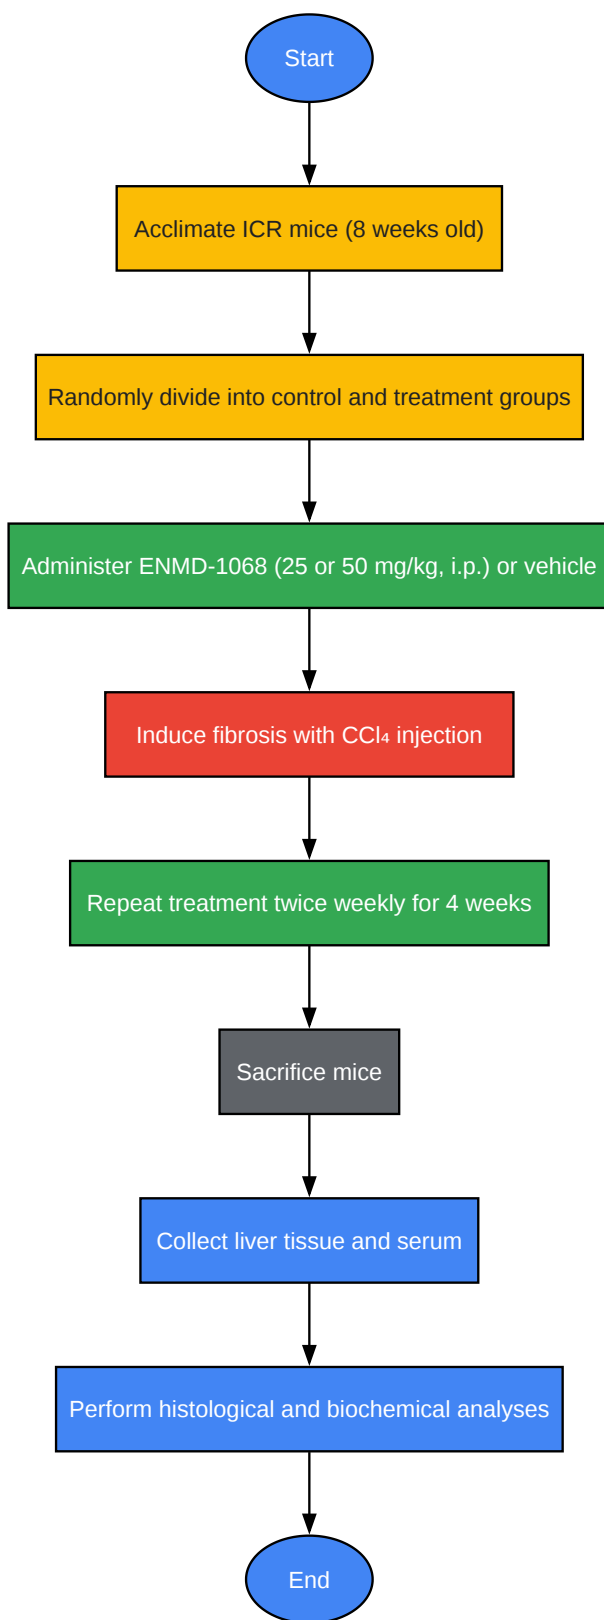 Start
Acclimate ICR mice (8 weeks old)
Randomly divide into control and treatment groups
Administer ENMD-1068 (25 or 50 mg/kg, i.p.) or vehicle
Induce fibrosis with CCl₄ injection
Repeat treatment twice weekly for 4 weeks
Sacrifice mice
Collect liver tissue and serum
Perform histological and biochemical analyses
End